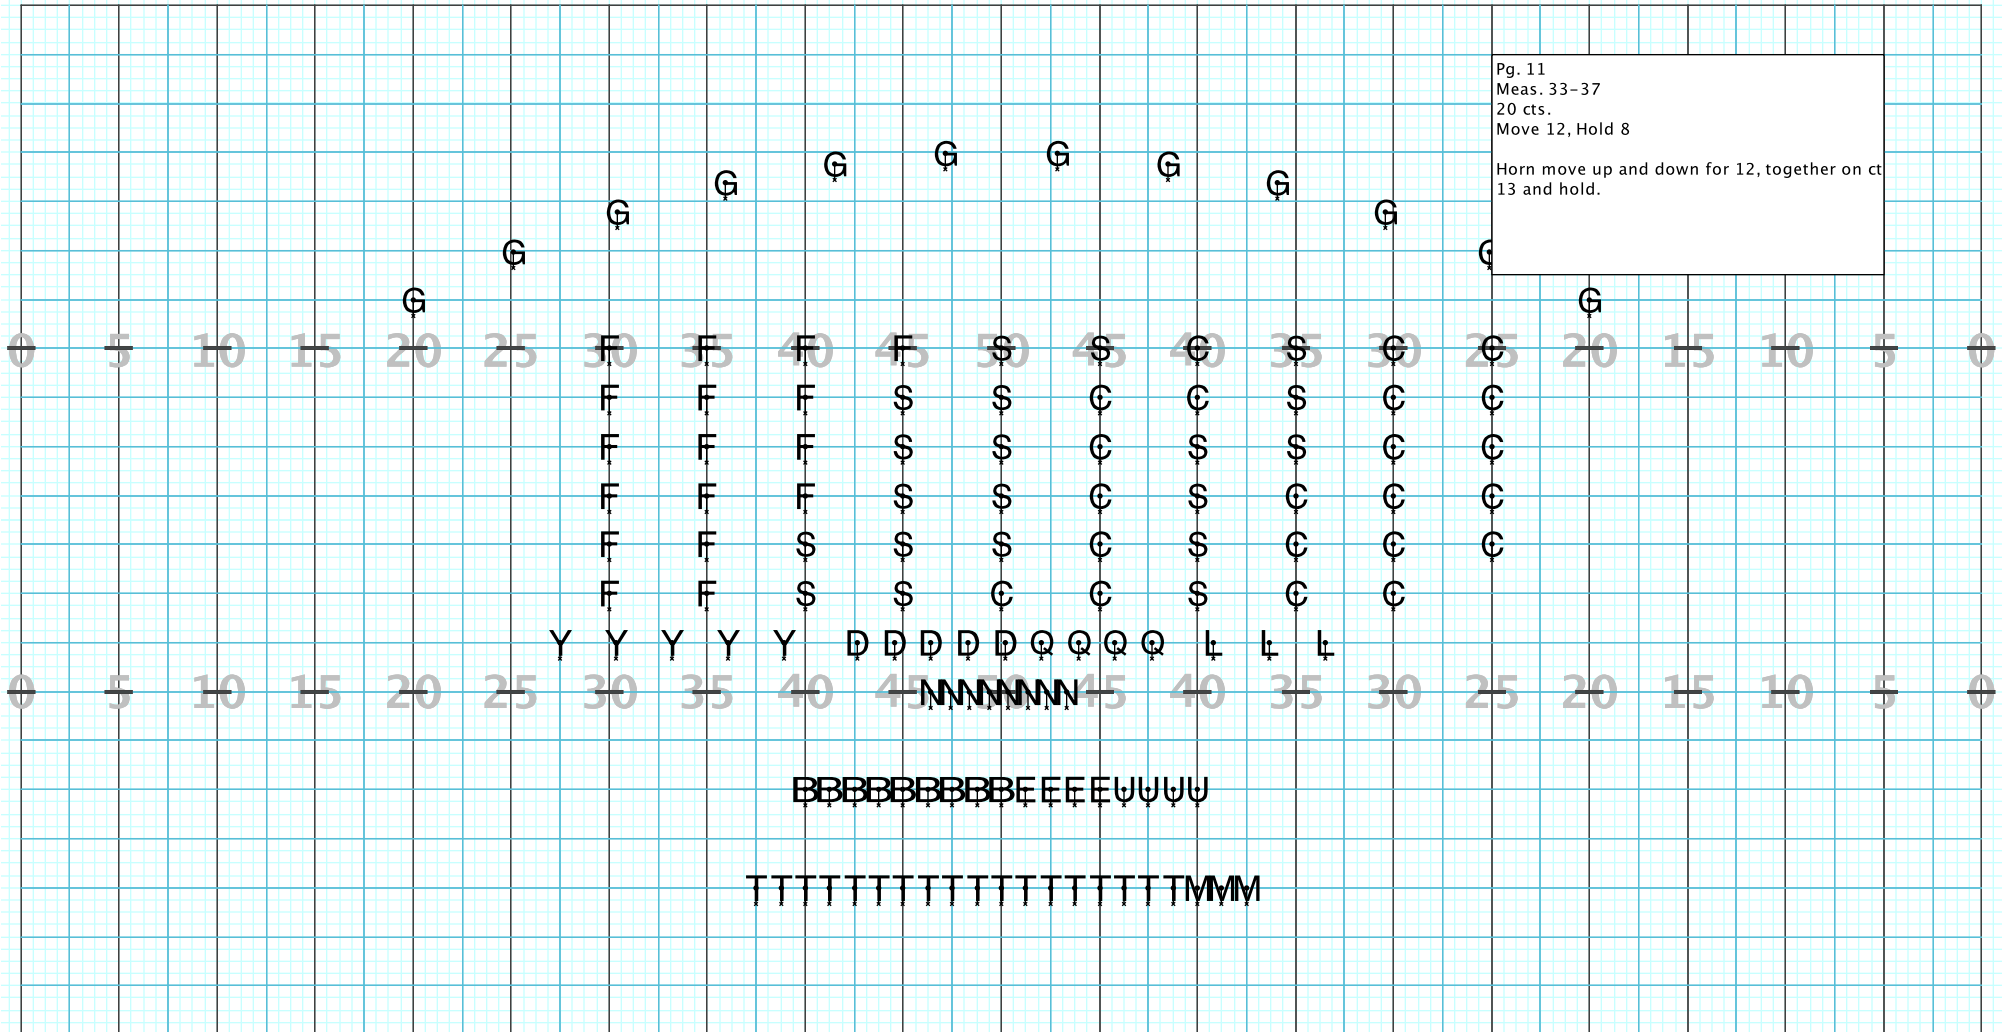 Pg. 11
Meas. 33-37
20 cts.
Move 12, Hold 8
Horn move up and down for 12, together on ct
13 and hold.
G G
G G
G G
G G
G G
G G
0 5 10 15 20 25 30 35 40 45 50 45 40 35 30 25 20 15 10 5 0
F F F F S S C S C C
F F F S S C C S C C
F F F S S C S S C C
F F F S S C S C C C
F F S S S C S C C C
F F S S C C S C C
Y Y Y Y Y D D D D D Q Q Q Q L L L
0 5 10 15 20 25 30 35 40 45 50 45 40 35 30 25 20 15 10 5 0
N N N N N N N N
B B B B B B B B B E E E E U U U U
T T T T T T T T T T T T T T T T T T M M M